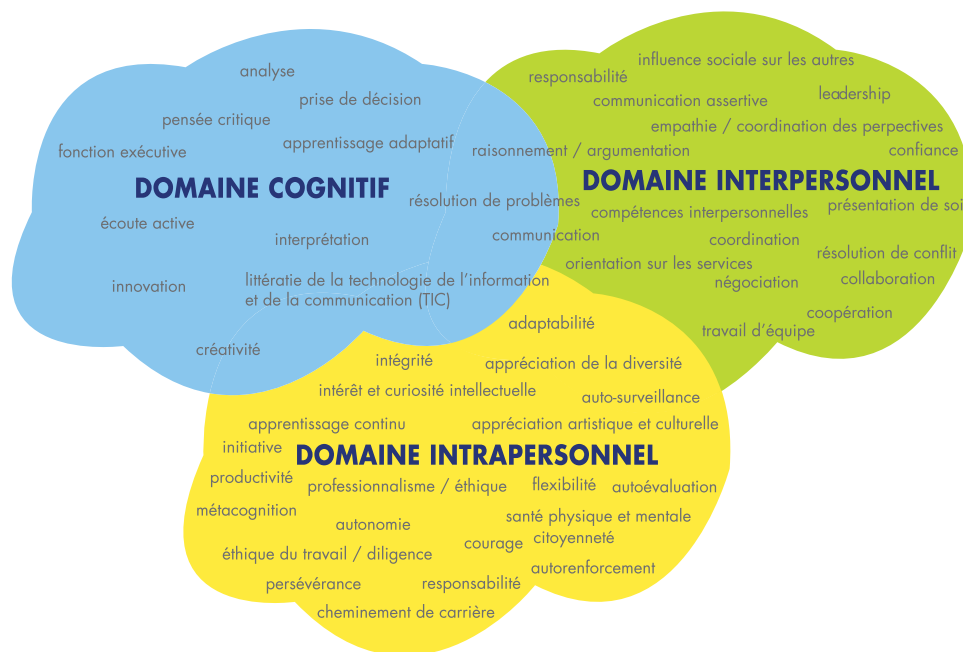 analyse
prise de décision
pensée critique
apprentissage adaptatif
fonction exécutive
DOMAINE COGNITIF
résolution de problèmes
écoute active
interprétation
communication
innovation
littératie de la technologie de l'information
et de la communication (TIC)
créativité
influence sociale sur les autres
responsabilité
leadership
communication assertive
empathie / coordination des perpectives
raisonnement / argumentation
confiance
DOMAINE INTERPERSONNEL
présentation de soi
compétences interpersonnelles
coordination
résolution de conflit
orientation sur les services
collaboration
négociation
coopération
travail d'équipe
adaptabilité
intégrité
appréciation de la diversité
intérêt et curiosité intellectuelle
auto-surveillance
apprentissage continu
appréciation artistique et culturelle
initiative
DOMAINE INTRAPERSONNEL
productivité
professionnalisme / éthique
flexibilité
autoévaluation
métacognition
santé physique et mentale
autonomie
citoyenneté
courage
éthique du travail / diligence
autorenforcement
persévérance
responsabilité
cheminement de carrière